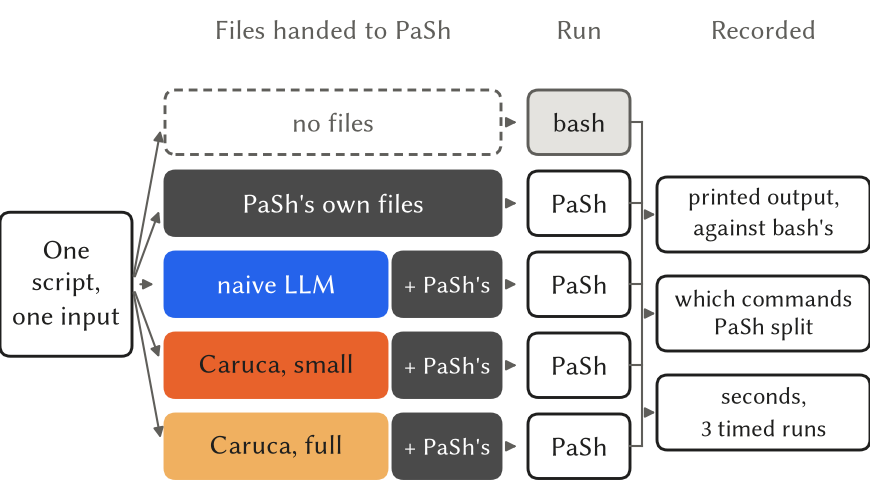 Files handed to PaSh
Run
Recorded
no files
bash
PaSh's own files
PaSh
naive LLM
+ PaSh's
PaSh
Caruca, small
+ PaSh's
PaSh
Caruca, full
+ PaSh's
PaSh
One
script,
one input
printed output,
against bash's
which commands
PaSh split
seconds,
3 timed runs